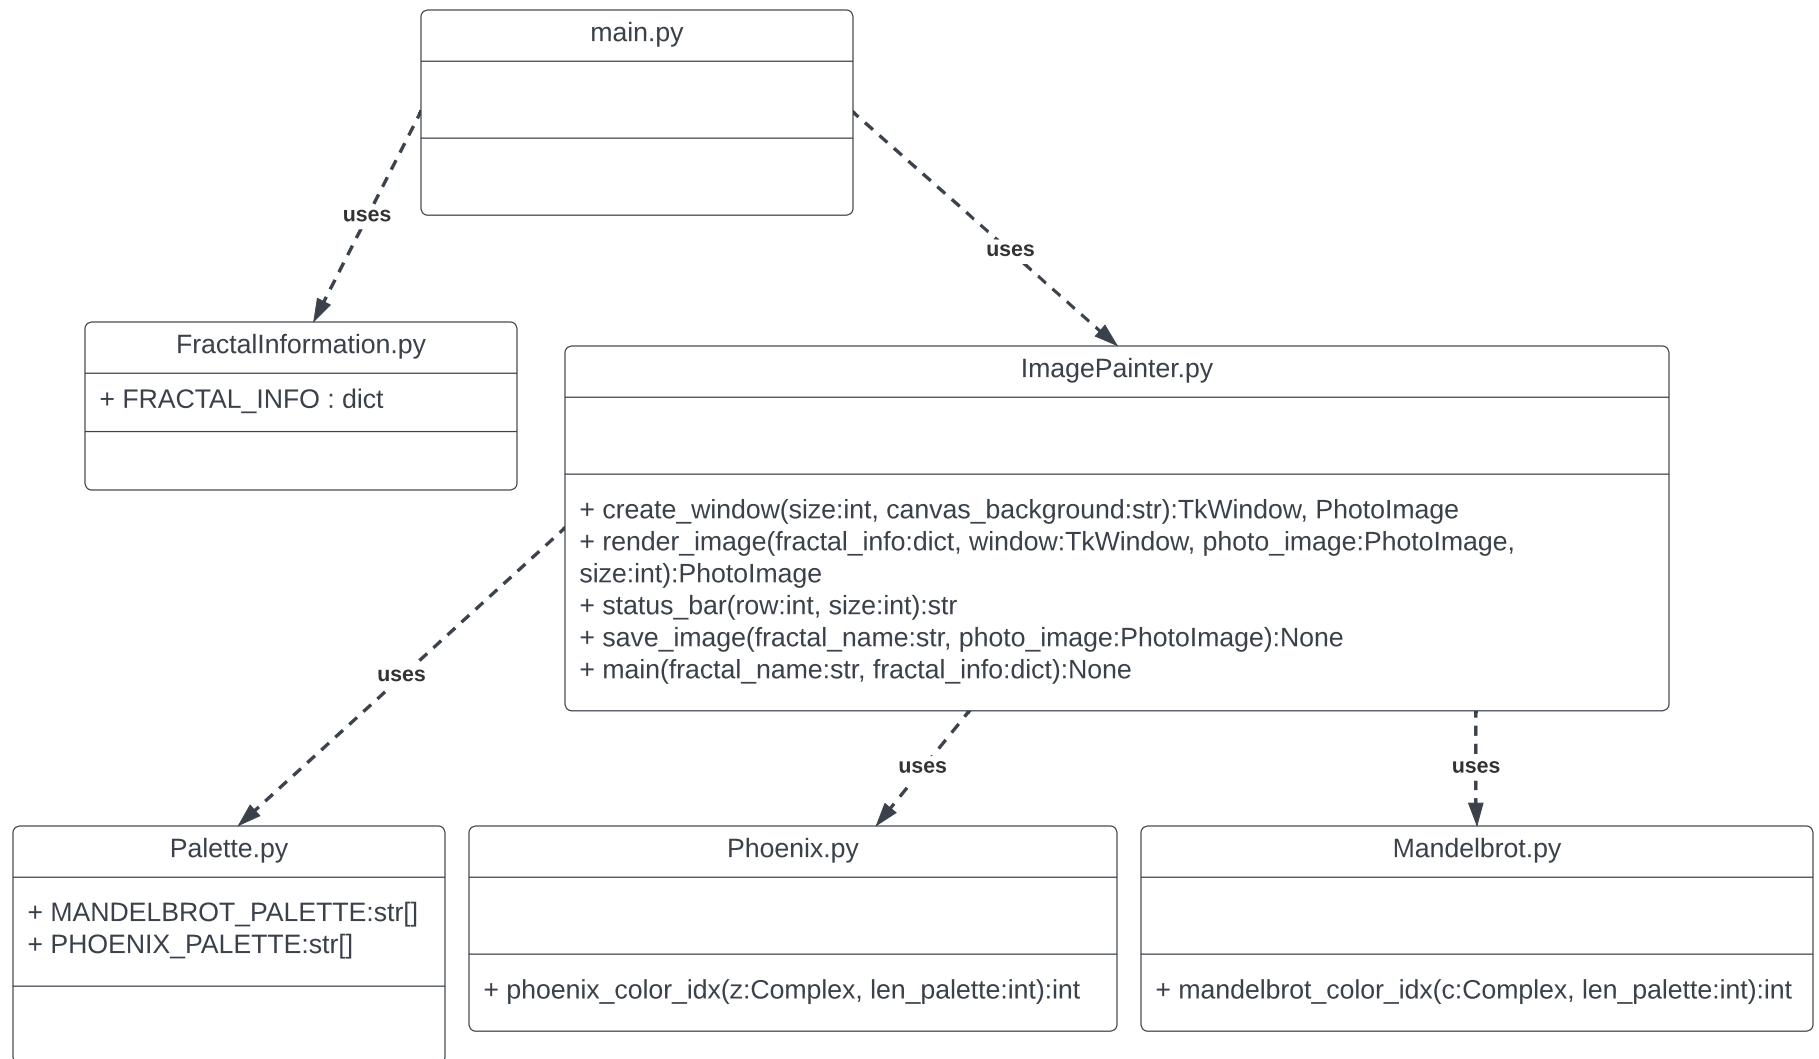 main.py
uses
uses
FractalInformation.py
+ FRACTAL_INFO : dict
ImagePainter.py
+ create_window(size:int, canvas_background:str):TkWindow, PhotoImage
+ render_image(fractal_info:dict, window:TkWindow, photo_image:PhotoImage,
size:int):PhotoImage
+ status_bar(row:int, size:int):str
+ save_image(fractal_name:str, photo_image:PhotoImage):None
+ main(fractal_name:str, fractal_info:dict):None
uses
uses
uses
Palette.py
+ MANDELBROT_PALETTE:str[]
+ PHOENIX_PALETTE:str[]
Phoenix.py
+ phoenix_color_idx(z:Complex, len_palette:int):int
Mandelbrot.py
+ mandelbrot_color_idx(c:Complex, len_palette:int):int